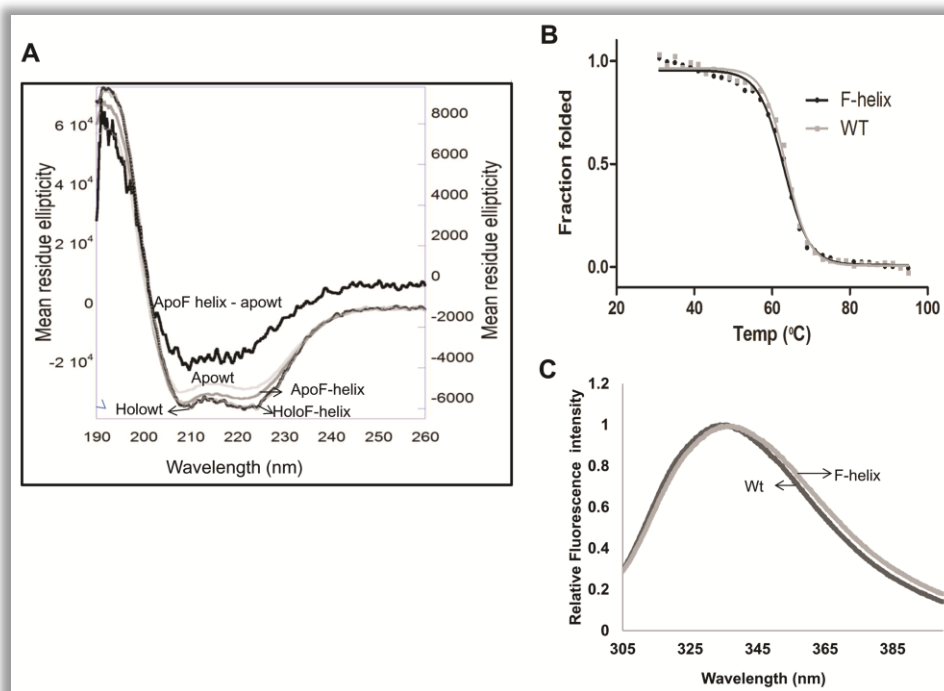 A
Mean residue ellipticity
6 10⁴
4 10⁴
2 10⁴
0
-2 10⁴
8000
6000
4000
2000
0
-2000
-4000
-6000
Mean residue ellipticity
ApoF helix - apowt
Apowt
ApoF-helix
Holowt
HoloF-helix
190 200 210 220 230 240 250 260
Wavelength (nm)
B
Fraction folded
1.0
0.5
0.0
F-helix
WT
20 40 60 80 100
Temp (⁰C)
C
Relative Fluorescence intensity
1.2
1
0.8
0.6
0.4
0.2
0
F-helix
Wt
305 325 345 365 385
Wavelength (nm)